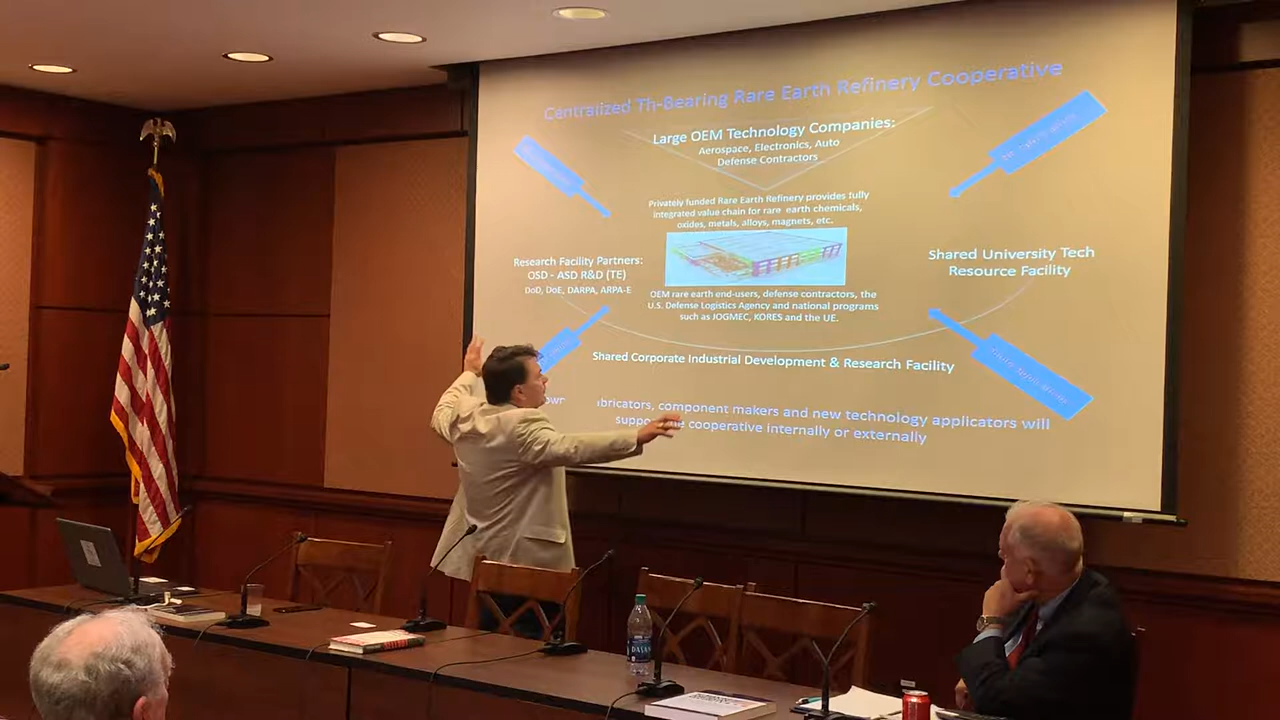 Centralized Th-Bearing Rare Earth Refinery Cooperative
Large OEM Technology Companies:
Aerospace, Electronics, Auto
Defense Contractors
Privately funded Rare Earth Refinery provides fully
integrated value chain for rare earth chemicals,
oxides, metals, alloys, magnets, etc.
Research Facility Partners:
OSD - ASD R&D (TE)
DoD, DoE, DARPA, ARPA-E
Shared University Tech
Resource Facility
OEM rare earth end-users, defense contractors, the
U.S. Defense Logistics Agency and national programs
such as JOGMEC, KORES and the UE.
Shared Corporate Industrial Development & Research Facility
component makers and new technology applicators will
cooperative internally or externally
DASANI